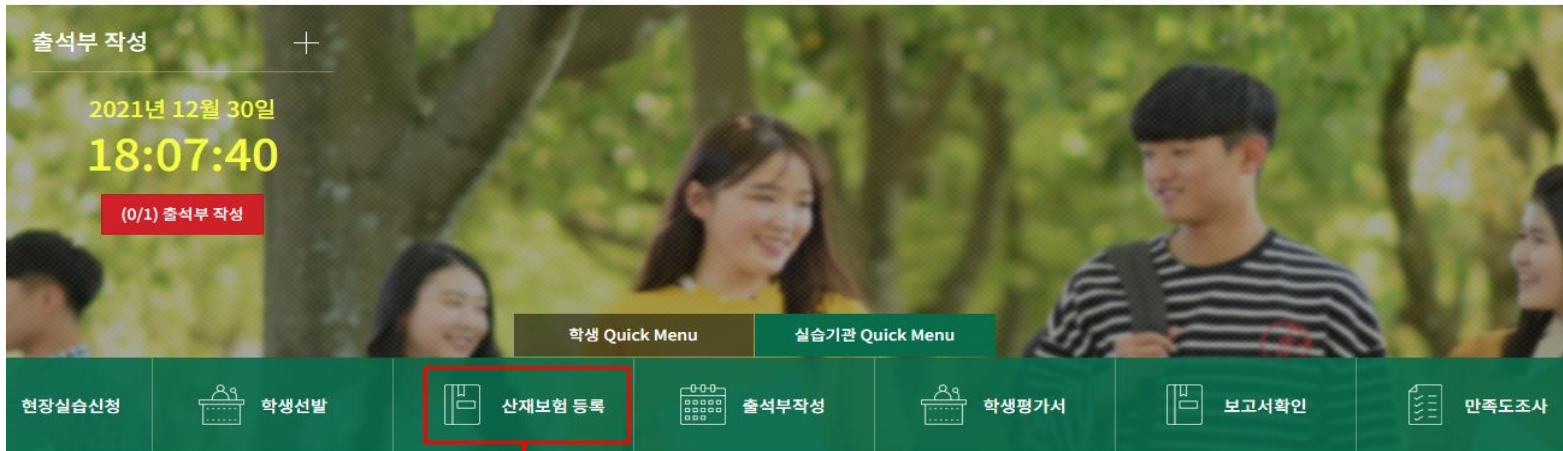 출석부 작성
2021년 12월 30일
18:07:40
(0/1) 출석부 작성
학생 Quick Menu
실습기관 Quick Menu
현장실습신청
학생선발
산재보험 등록
출석부작성
학생평가서
보고서확인
만족도조사